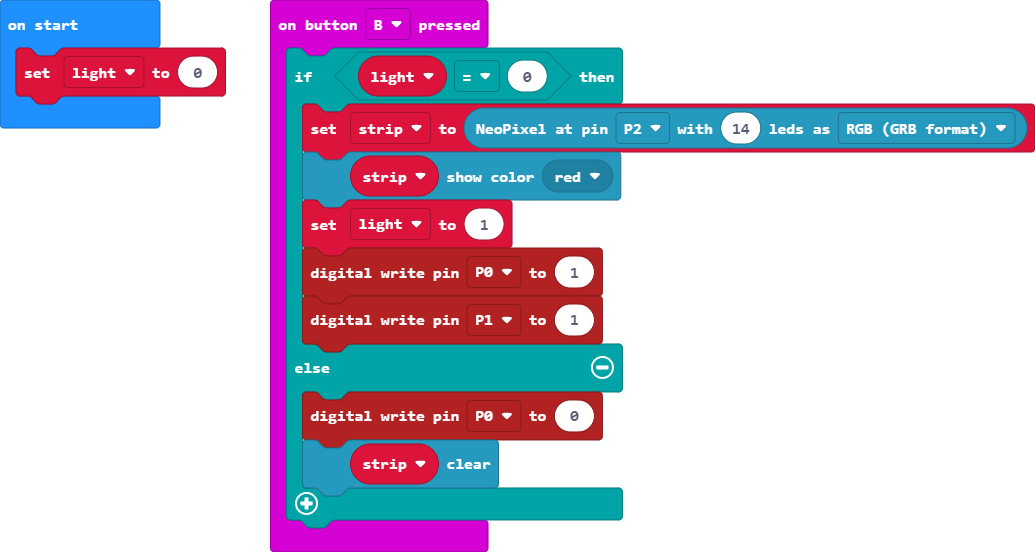 on start
set light to 0
on button B pressed
if light = 0 then
set strip to NeoPixel at pin P2 with 14 leds as RGB (GRB format)
strip show color red
set light to 1
digital write pin P0 to 1
digital write pin P1 to 1
else
digital write pin P0 to 0
strip clear